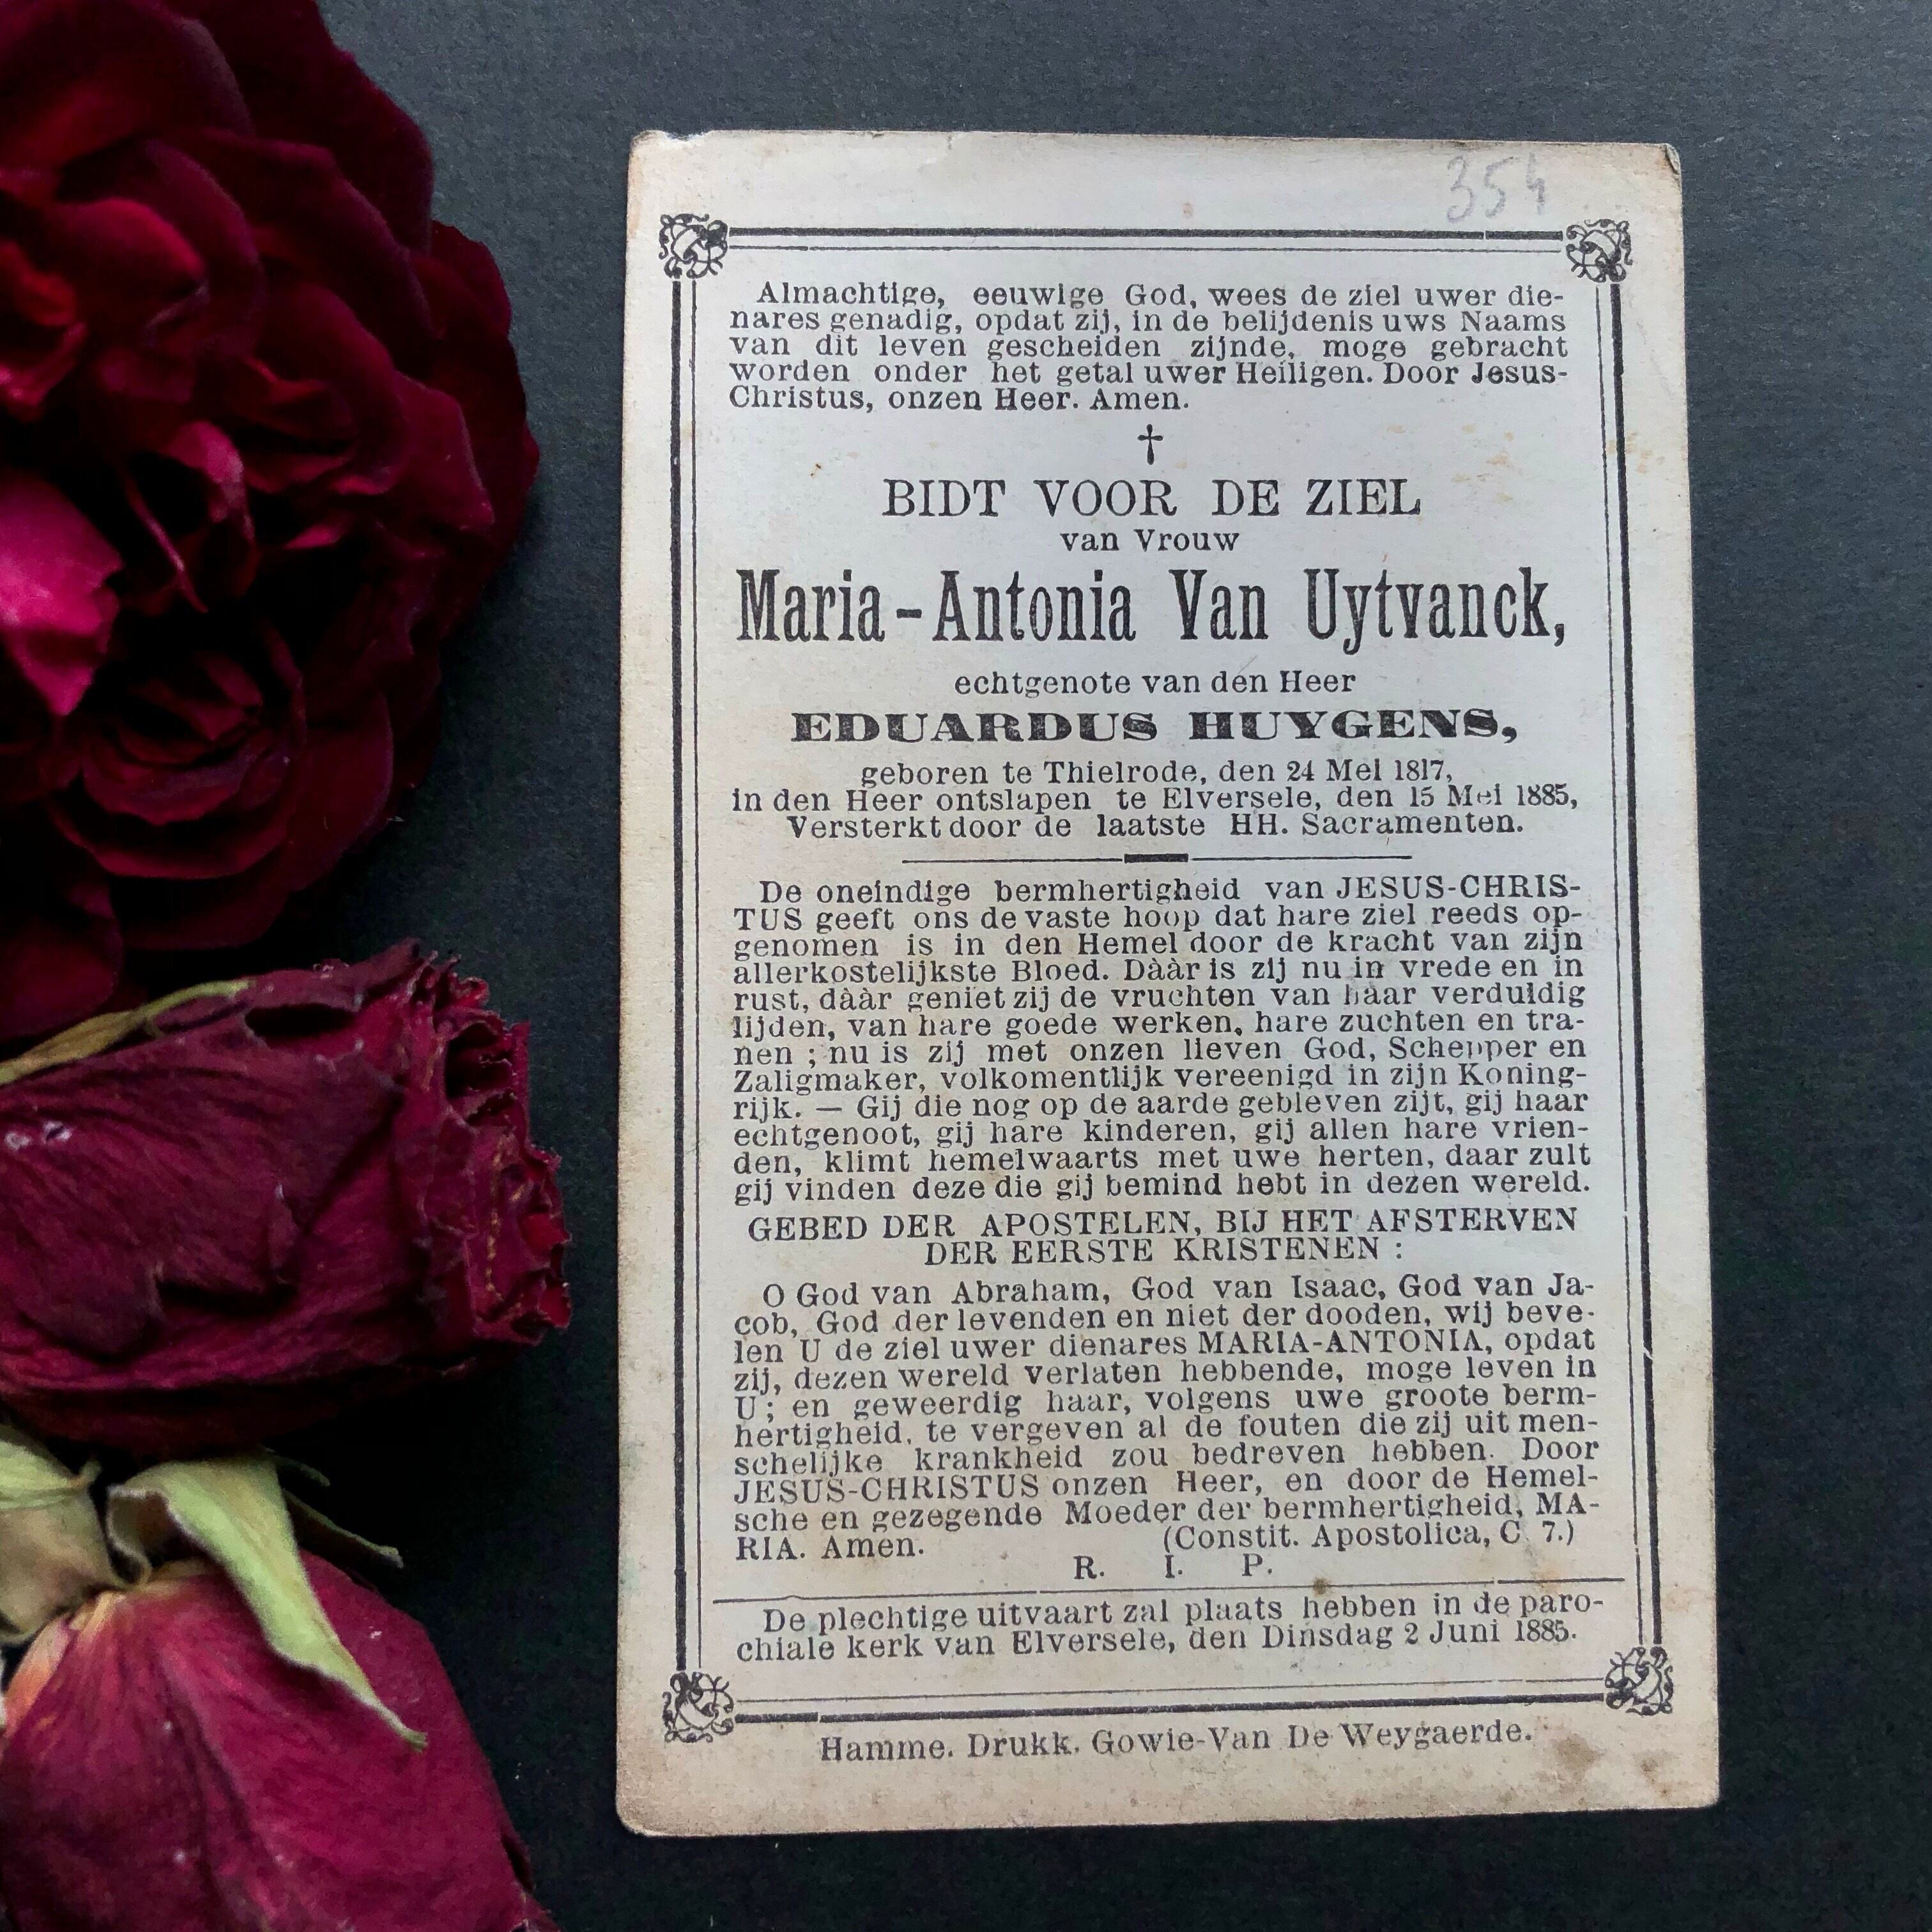 354
Almachtige, eeuwige God, wees de ziel uwer die-
nares genadig, opdat zij, in de belijdenis uws Naams
van dit leven gescheiden zijnde, moge gebracht
worden onder het getal uwer Heiligen. Door Jesus-
Christus, onzen Heer. Amen.
†
BIDT VOOR DE ZIEL
van Vrouw
Maria-Antonia Van Uytvanck,
echtgenote van den Heer
EDUARDUS HUYGENS,
geboren te Thielrode, den 24 Mei 1817,
in den Heer ontslapen te Elversele, den 15 Mei 1885,
Versterkt door de laatste HH. Sacramenten.
De oneindige bermhertigheid van JESUS-CHRIS-
TUS geeft ons de vaste hoop dat hare ziel reeds op-
genomen is in den Hemel door de kracht van zijn
allerkostelijkste Bloed. Dààr is zij nu in vrede en in
rust, dààr geniet zij de vruchten van haar verduldig
lijden, van hare goede werken, hare zuchten en tra-
nen ; nu is zij met onzen lieven God, Schepper en
Zaligmaker, volkomentlijk vereenigd in zijn Koning-
rijk. — Gij die nog op de aarde gebleven zijt, gij haar
echtgenoot, gij hare kinderen, gij allen hare vrien-
den, klimt hemelwaarts met uwe herten, daar zult
gij vinden deze die gij bemind hebt in dezen wereld.
GEBED DER APOSTELEN, BIJ HET AFSTERVEN
DER EERSTE KRISTENEN :
O God van Abraham, God van Isaac, God van Ja-
cob, God der levenden en niet der dooden, wij beve-
len U de ziel uwer dienares MARIA-ANTONIA, opdat
zij, dezen wereld verlaten hebbende, moge leven in
U ; en geweerdig haar, volgens uwe groote berm-
hertigheid, te vergeven al de fouten die zij uit men-
schelijke krankheid zou bedreven hebben. Door
JESUS-CHRISTUS onzen Heer, en door de Hemel-
sche en gezegende Moeder der bermhertigheid, MA-
RIA. Amen. (Constit. Apostolica, C. 7.)
R. I. P.
De plechtige uitvaart zal plaats hebben in de paro-
chiale kerk van Elversele, den Dinsdag 2 Juni 1885.
Hamme. Drukk. Gowie-Van De Weygaerde.